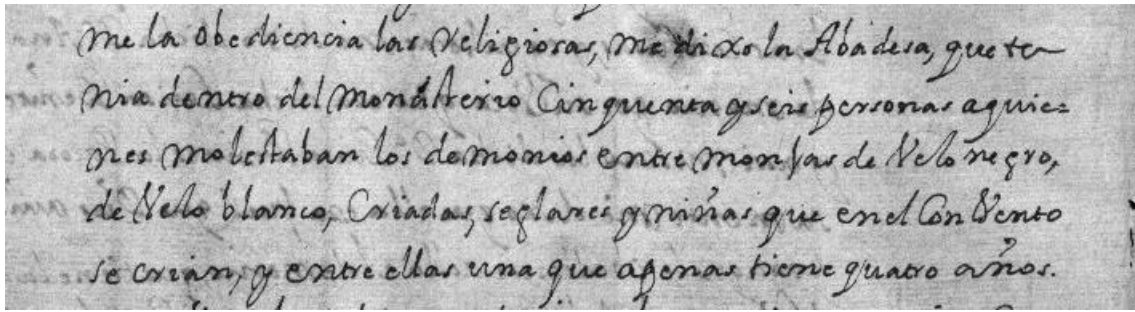 me la obediencia las Religiosas, me dixo la Abadesa, que te-
nia dentro del Monasterio Cinquenta y seis personas a quie=
nes Molestaban los demonios entre monjas de Velo negro,
de Velo blanco, Criadas, seglares y niñas que en el Convento
se crian, y entre ellas una que apenas tiene quatro años.